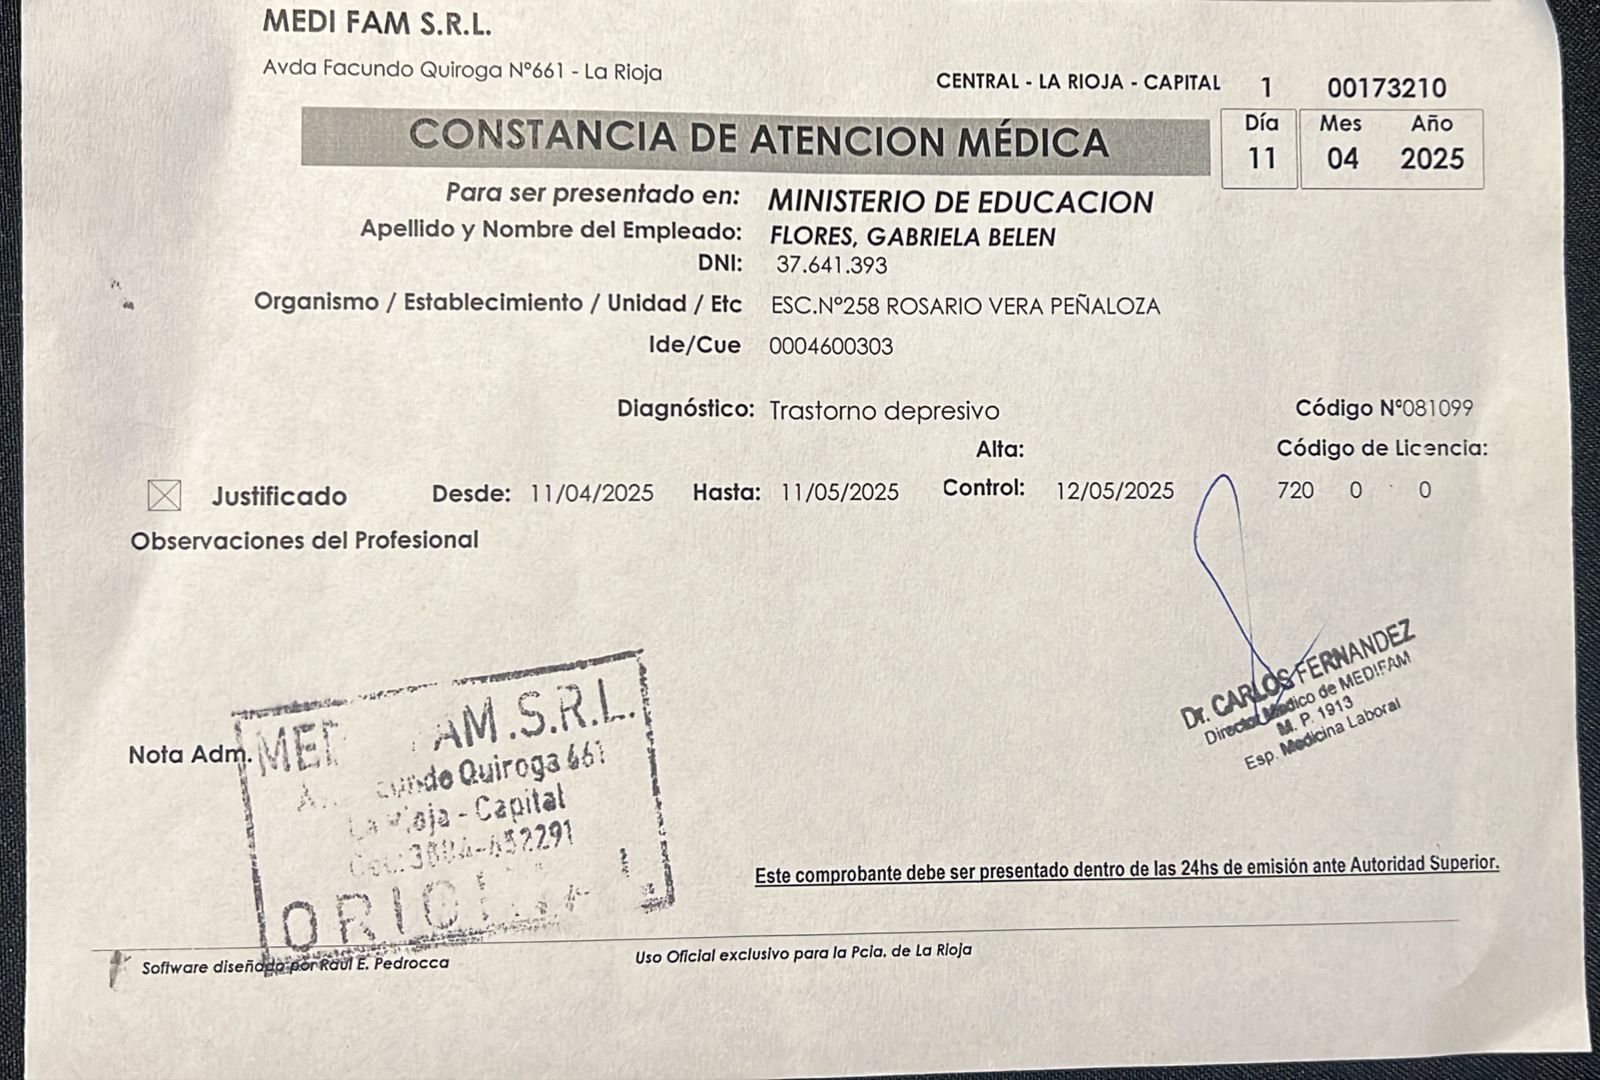 MEDI FAM S.R.L.
Avda Facundo Quiroga Nº661 - La Rioja
CENTRAL - LA RIOJA - CAPITAL 1 00173210
CONSTANCIA DE ATENCION MÉDICA
Día Mes Año
11 04 2025
Para ser presentado en: MINISTERIO DE EDUCACION
Apellido y Nombre del Empleado: FLORES, GABRIELA BELEN
DNI: 37.641.393
Organismo / Establecimiento / Unidad / Etc ESC.Nº258 ROSARIO VERA PEÑALOZA
Ide/Cue 0004600303
Diagnóstico: Trastorno depresivo Código Nº081099
Alta: Código de Licencia:
Justificado Desde: 11/04/2025 Hasta: 11/05/2025 Control: 12/05/2025 720 0 0
Observaciones del Profesional
Dr. CARLOS FERNANDEZ
Director Médico de MEDIFAM
M. P. 1913
Esp. Medicina Laboral
Nota Adm.
AM.S.R.L.
Quiroga 661
- Capital
Este comprobante debe ser presentado dentro de las 24hs de emisión ante Autoridad Superior.
Software diseñado por Raul E. Pedrocca
Uso Oficial exclusivo para la Pcia. de La Rioja